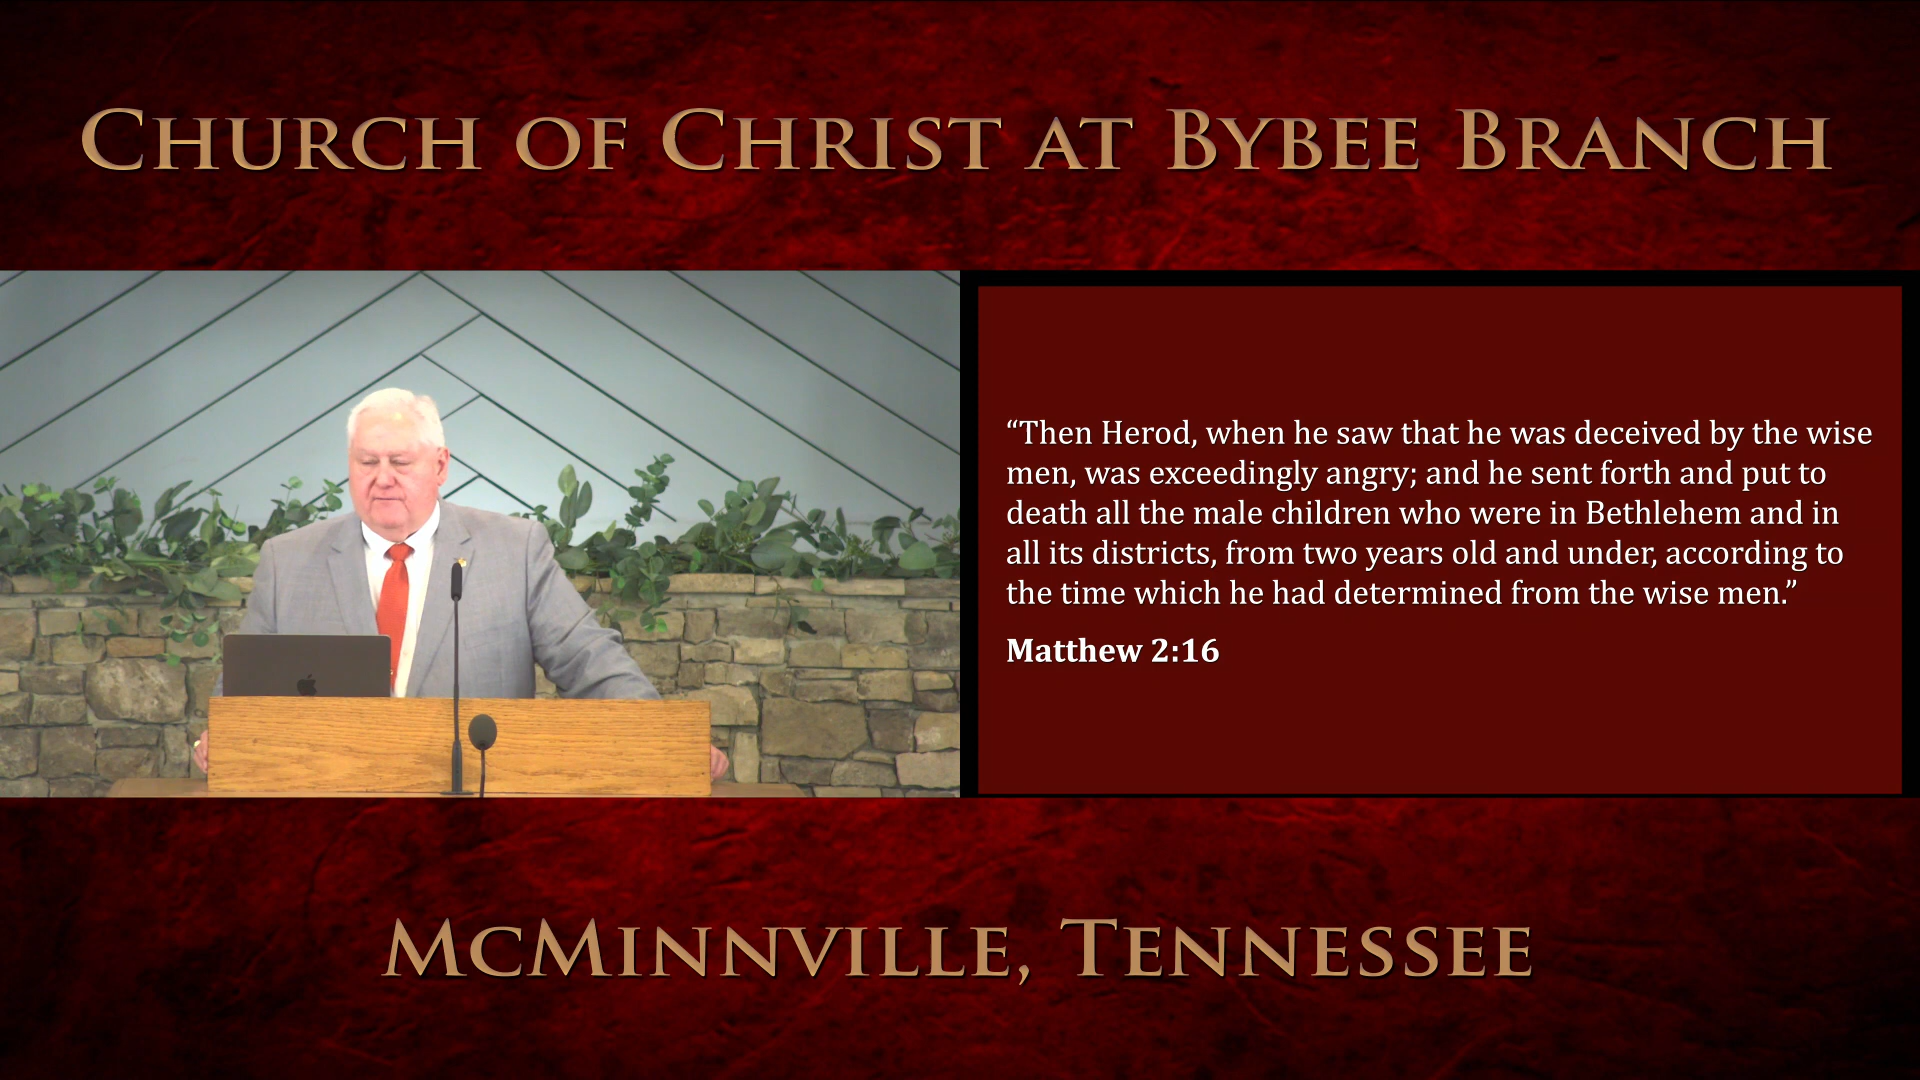 CHURCH OF CHRIST AT BYBEE BRANCH
“Then Herod, when he saw that he was deceived by the wise
men, was exceedingly angry; and he sent forth and put to
death all the male children who were in Bethlehem and in
all its districts, from two years old and under, according to
the time which he had determined from the wise men.”
Matthew 2:16
MCMINNVILLE, TENNESSEE